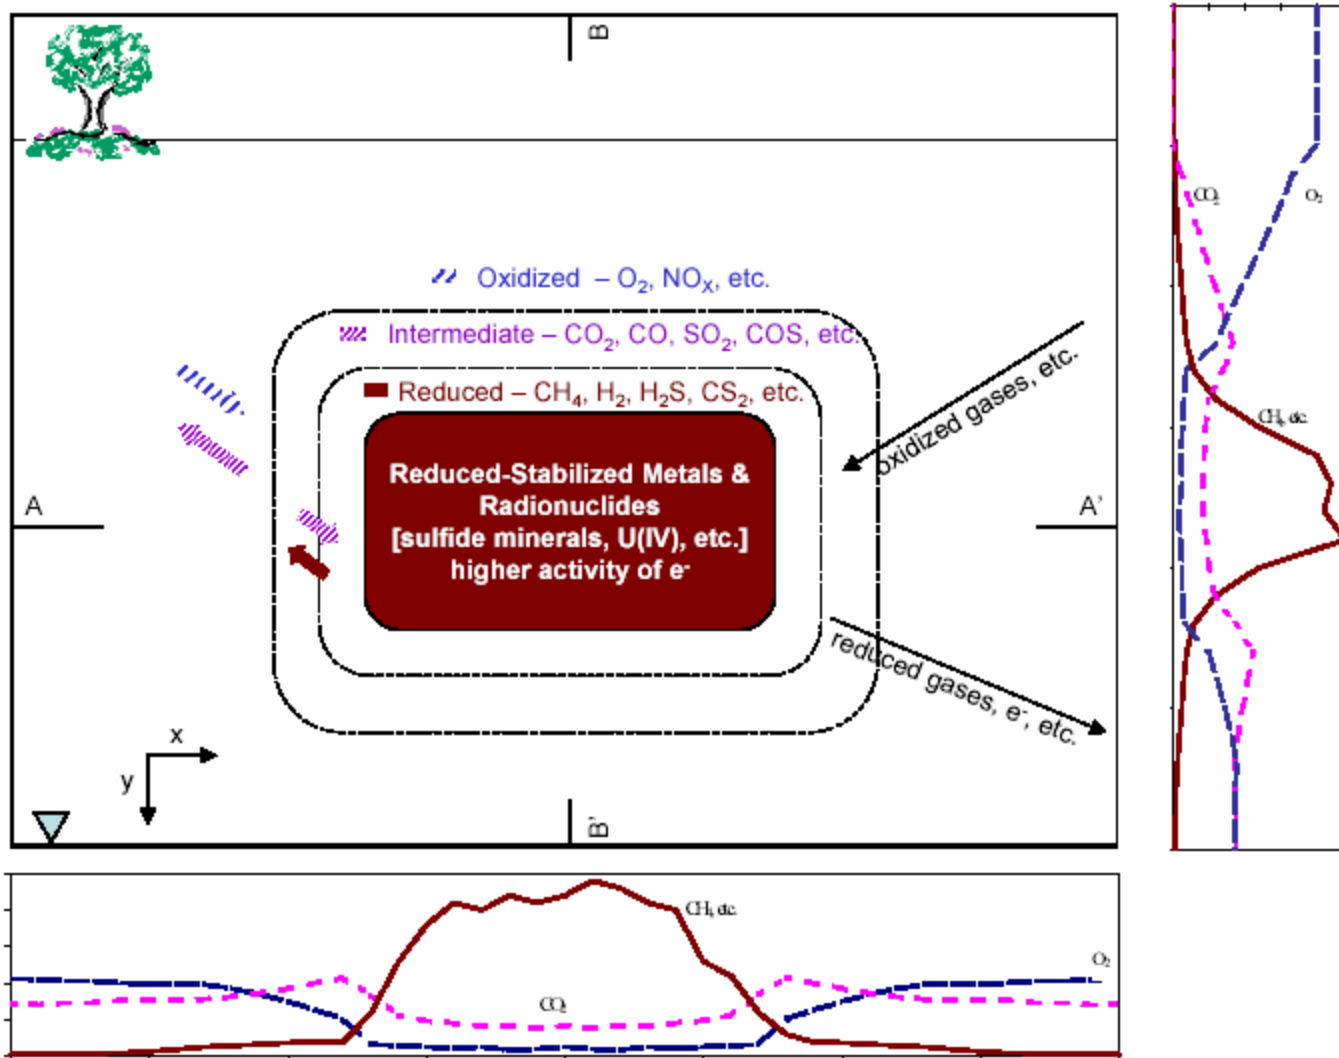 B
CO₂
O₂
Oxidized – O₂, NOₓ, etc.
Intermediate – CO₂, CO, SO₂, COS, etc.
Reduced – CH₄, H₂, H₂S, CS₂, etc.
oxidized gases, etc.
CH₄, etc.
Reduced-Stabilized Metals &
Radionuclides
[sulfide minerals, U(IV), etc.]
higher activity of e⁻
A
A'
reduced gases, e⁻, etc.
x
y
B'
CH₄, etc.
O₂
CO₂